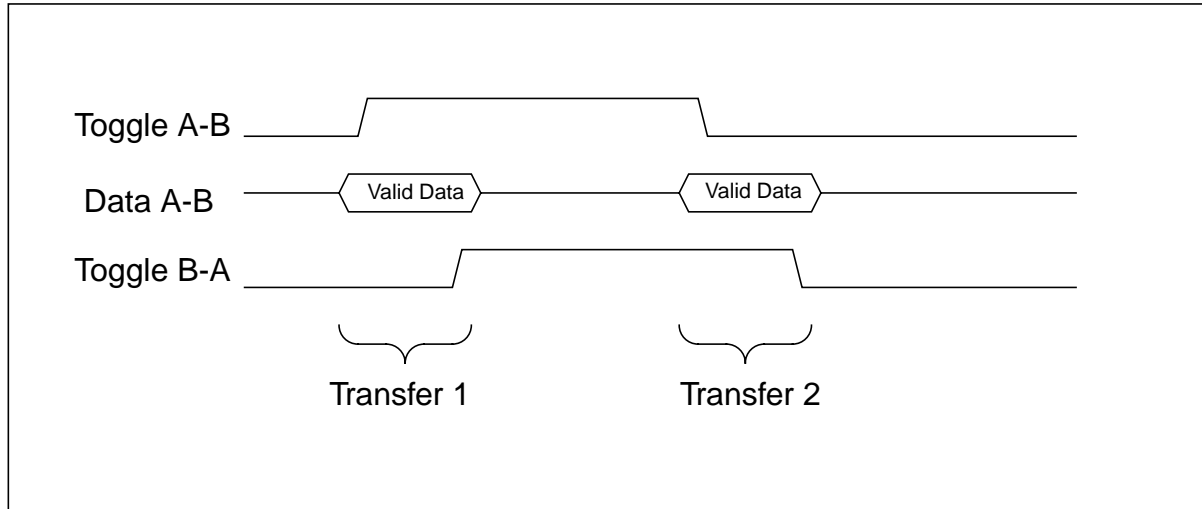 Toggle A-B
Data A-B
Valid Data
Valid Data
Toggle B-A
Transfer 1
Transfer 2